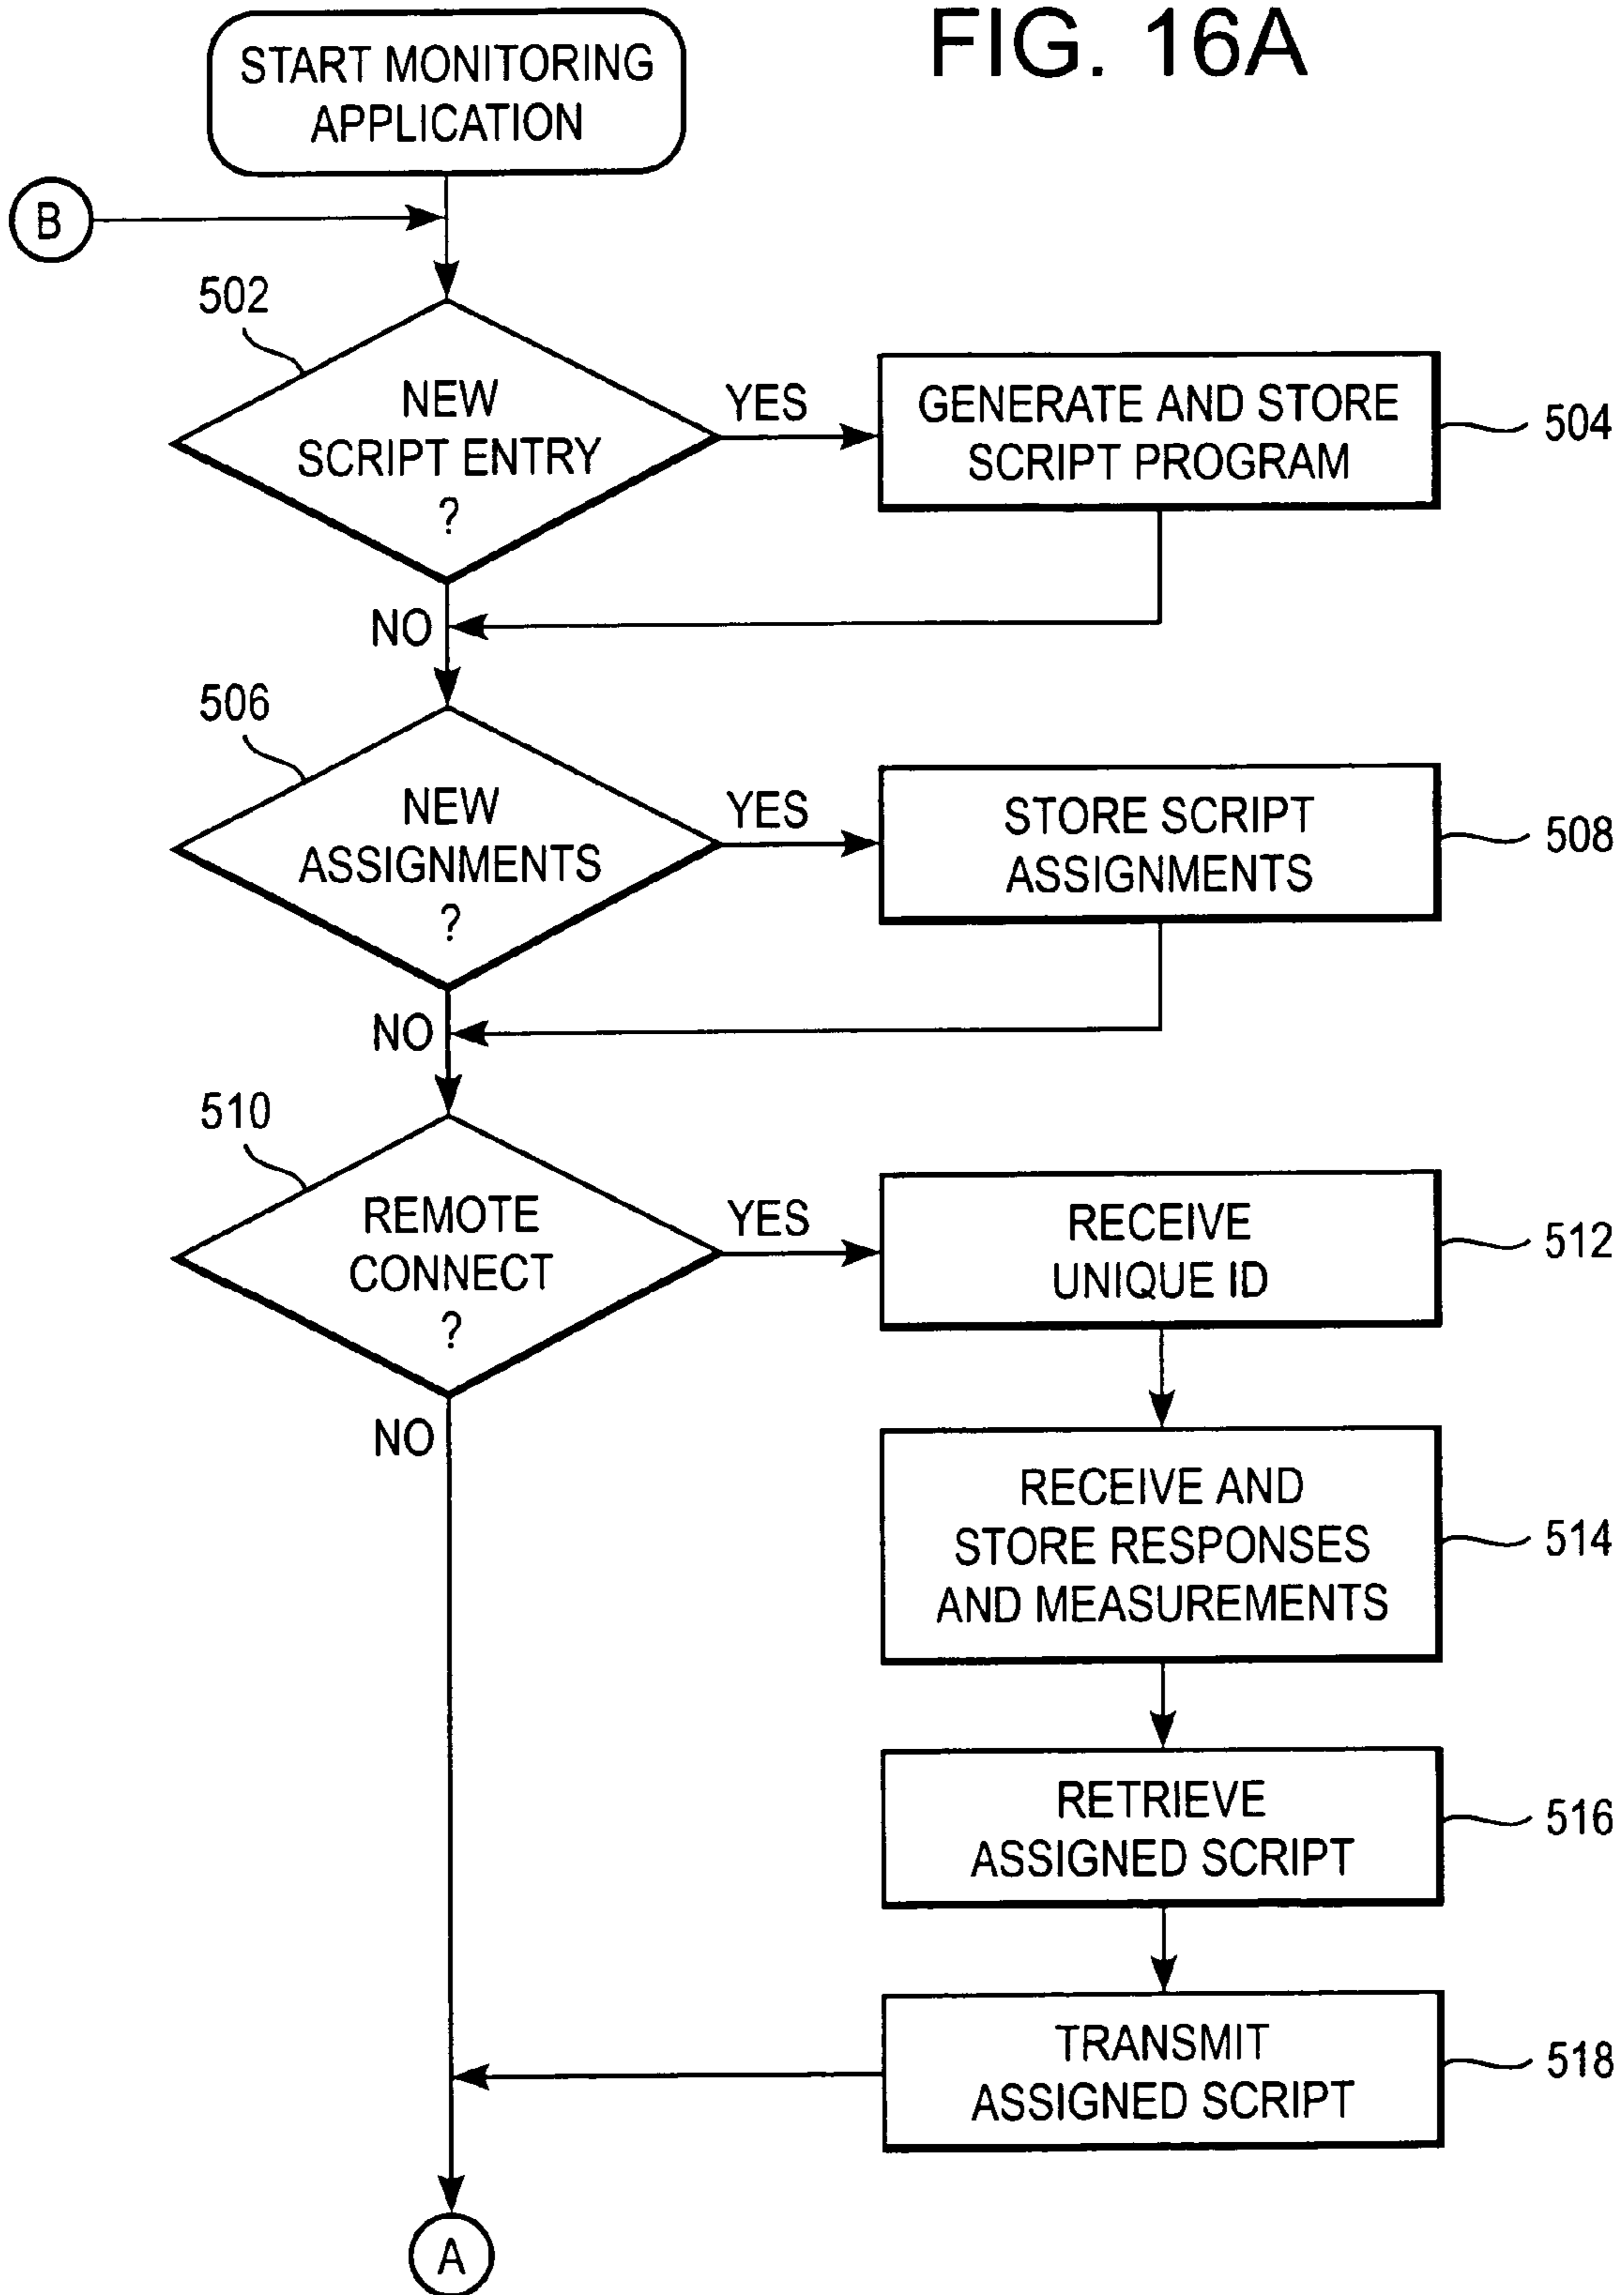 FIG. 16A
START MONITORING
APPLICATION
B
502
NEW
SCRIPT ENTRY
?
YES
GENERATE AND STORE
SCRIPT PROGRAM
504
NO
506
NEW
ASSIGNMENTS
?
YES
STORE SCRIPT
ASSIGNMENTS
508
NO
510
REMOTE
CONNECT
?
YES
RECEIVE
UNIQUE ID
512
NO
RECEIVE AND
STORE RESPONSES
AND MEASUREMENTS
514
RETRIEVE
ASSIGNED SCRIPT
516
TRANSMIT
ASSIGNED SCRIPT
518
A